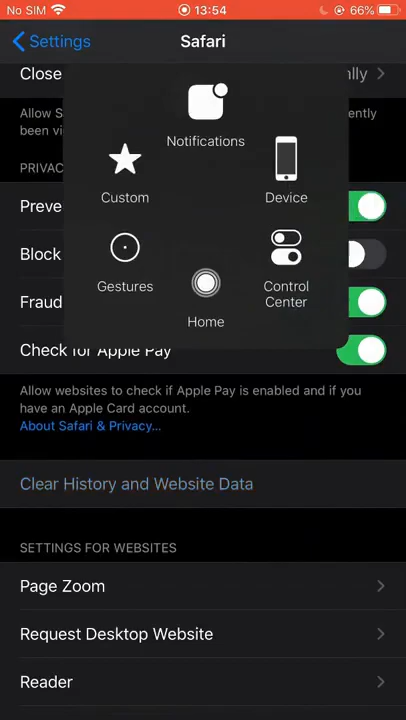 No SIM 13:54 66%
Settings Safari
Close
Allow S
been vi
PRIVAC
Preve
Block
Fraud
Notifications
Custom
Device
Gestures
Control
Center
Home
Check for Apple Pay
Allow websites to check if Apple Pay is enabled and if you
have an Apple Card account.
About Safari & Privacy...
Clear History and Website Data
SETTINGS FOR WEBSITES
Page Zoom
Request Desktop Website
Reader